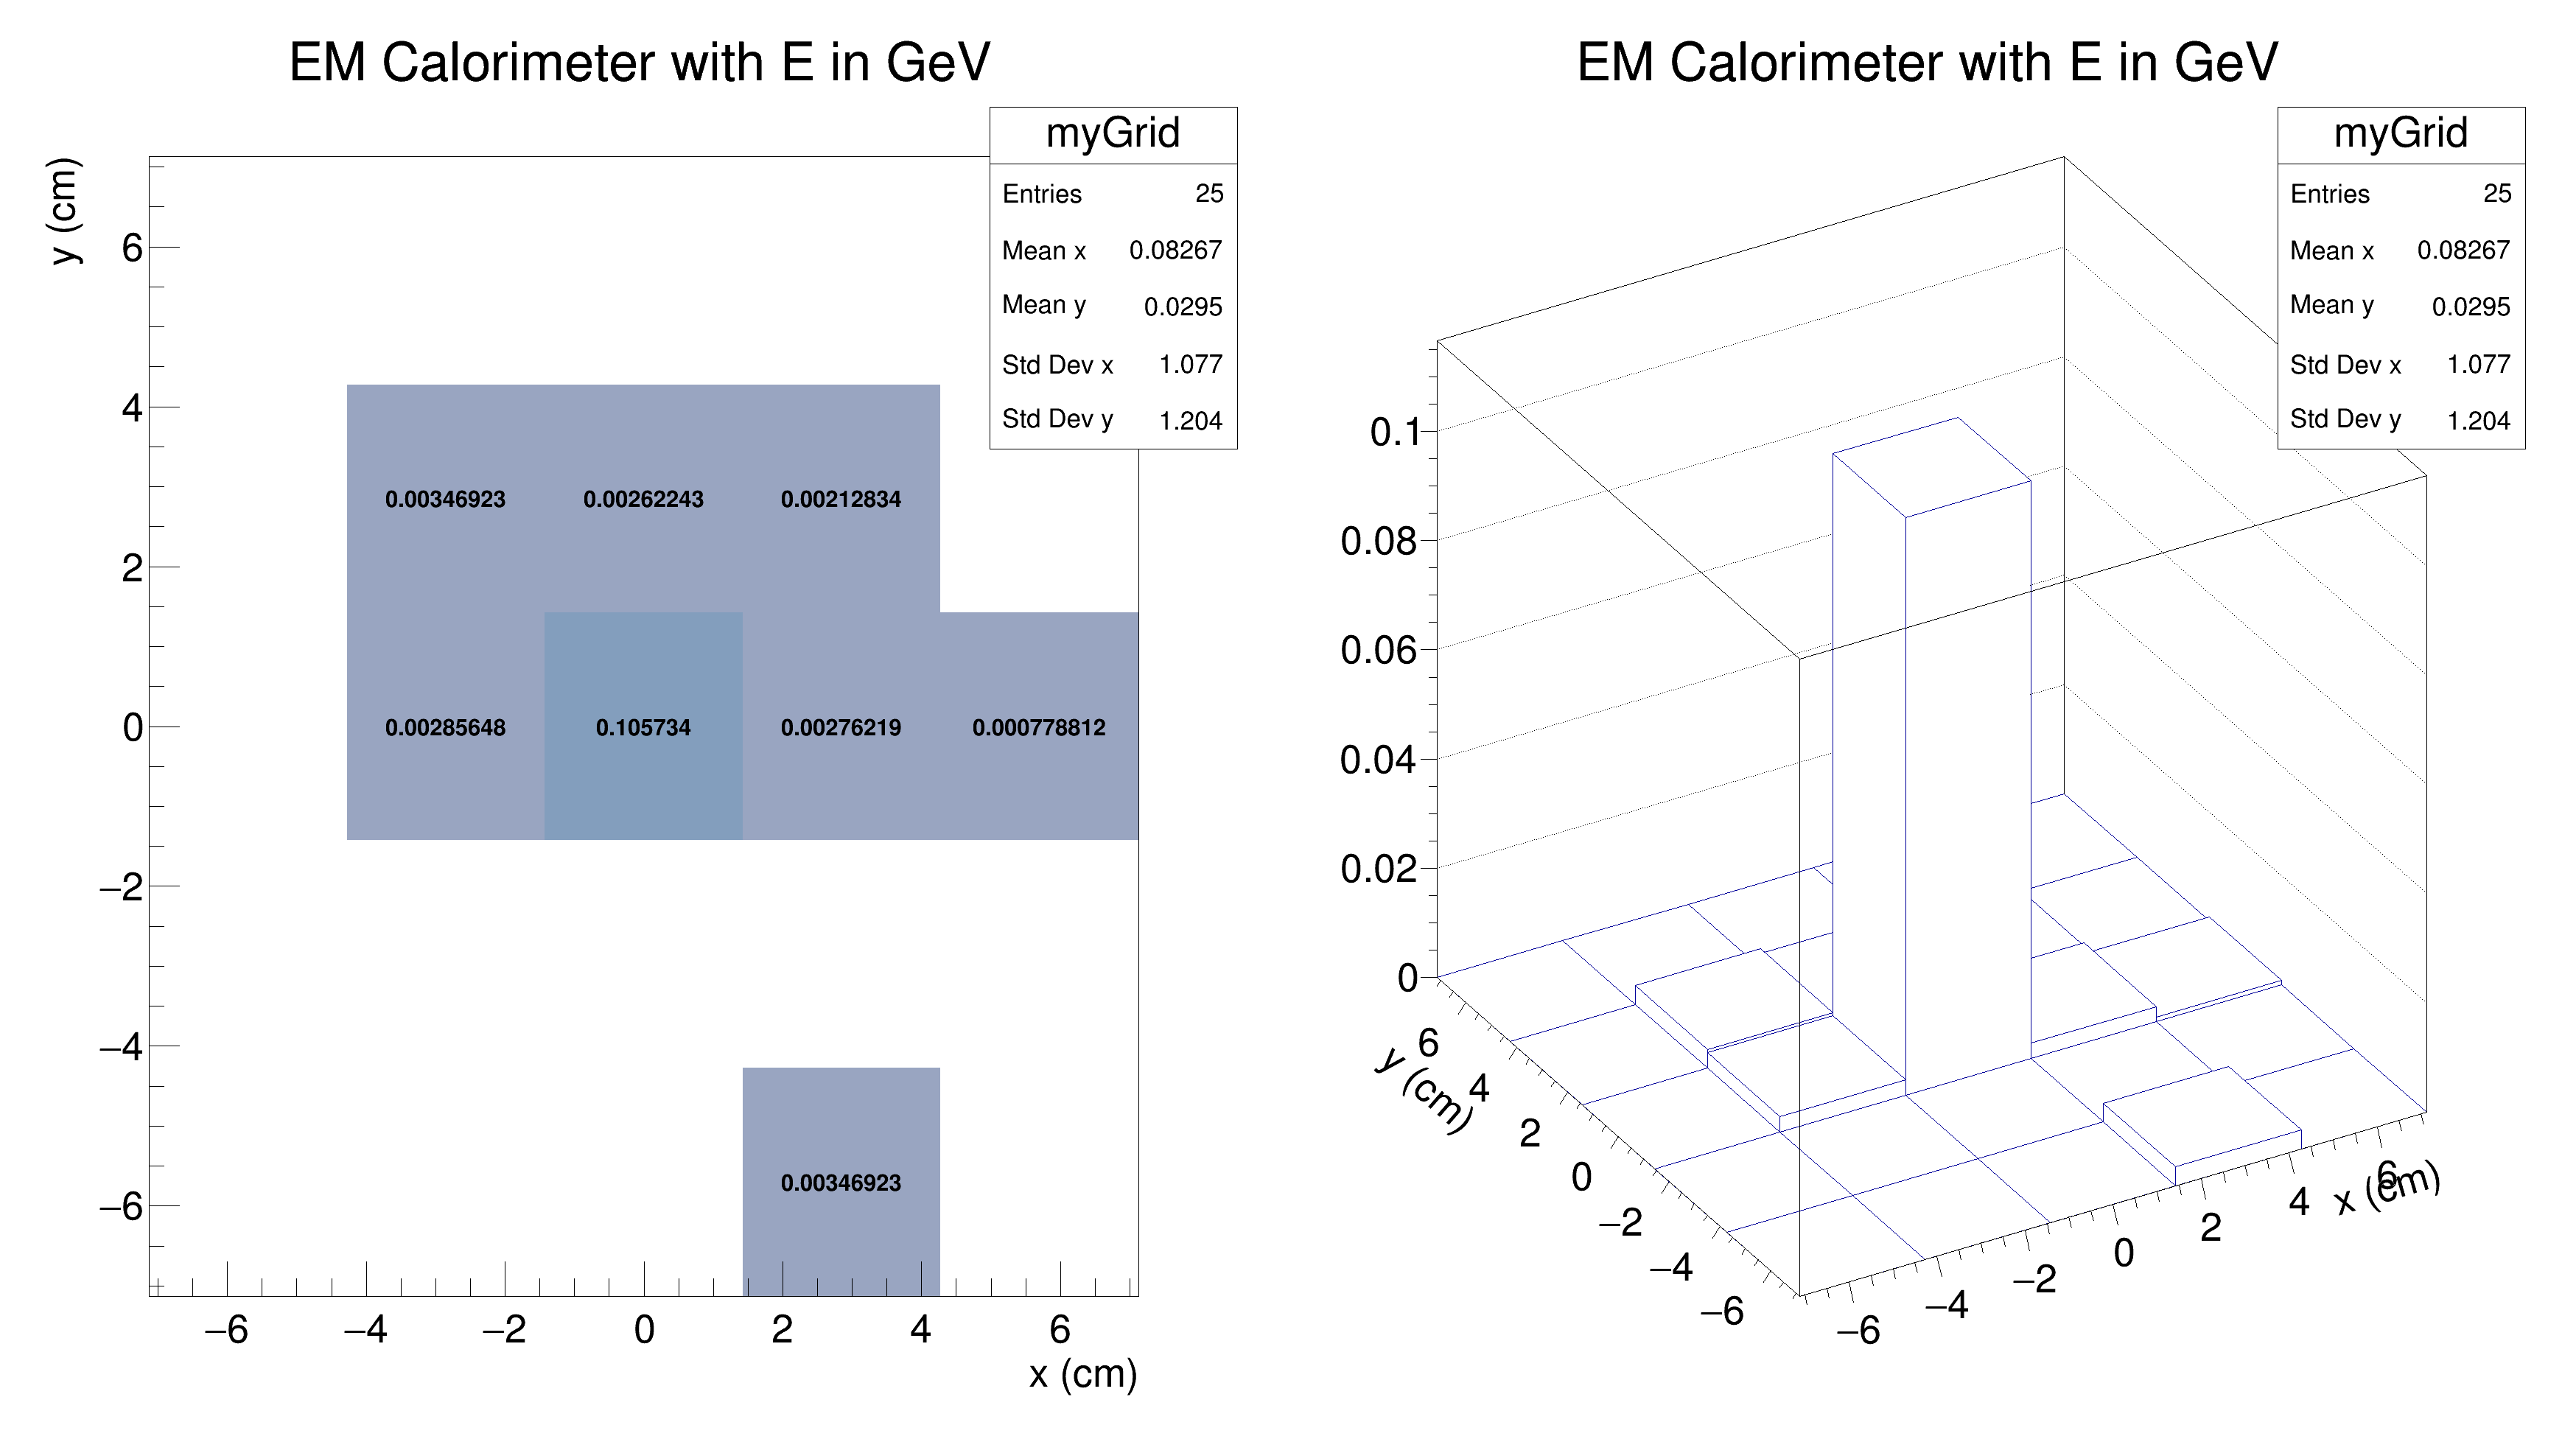 EM Calorimeter with E in GeV
myGrid
Entries 25
Mean x 0.08267
Mean y 0.0295
Std Dev x 1.077
Std Dev y 1.204
y (cm)
6
4
2
0
−2
−4
−6
0.00346923 0.00262243 0.00212834
0.00285648 0.105734 0.00276219 0.000778812
0.00346923
−6 −4 −2 0 2 4 6
x (cm)
EM Calorimeter with E in GeV
myGrid
Entries 25
Mean x 0.08267
Mean y 0.0295
Std Dev x 1.077
Std Dev y 1.204
0.1
0.08
0.06
0.04
0.02
0
6
4
2
0
−2
−4
−6
y (cm)
−6 −4 −2 0 2 4 6
x (cm)